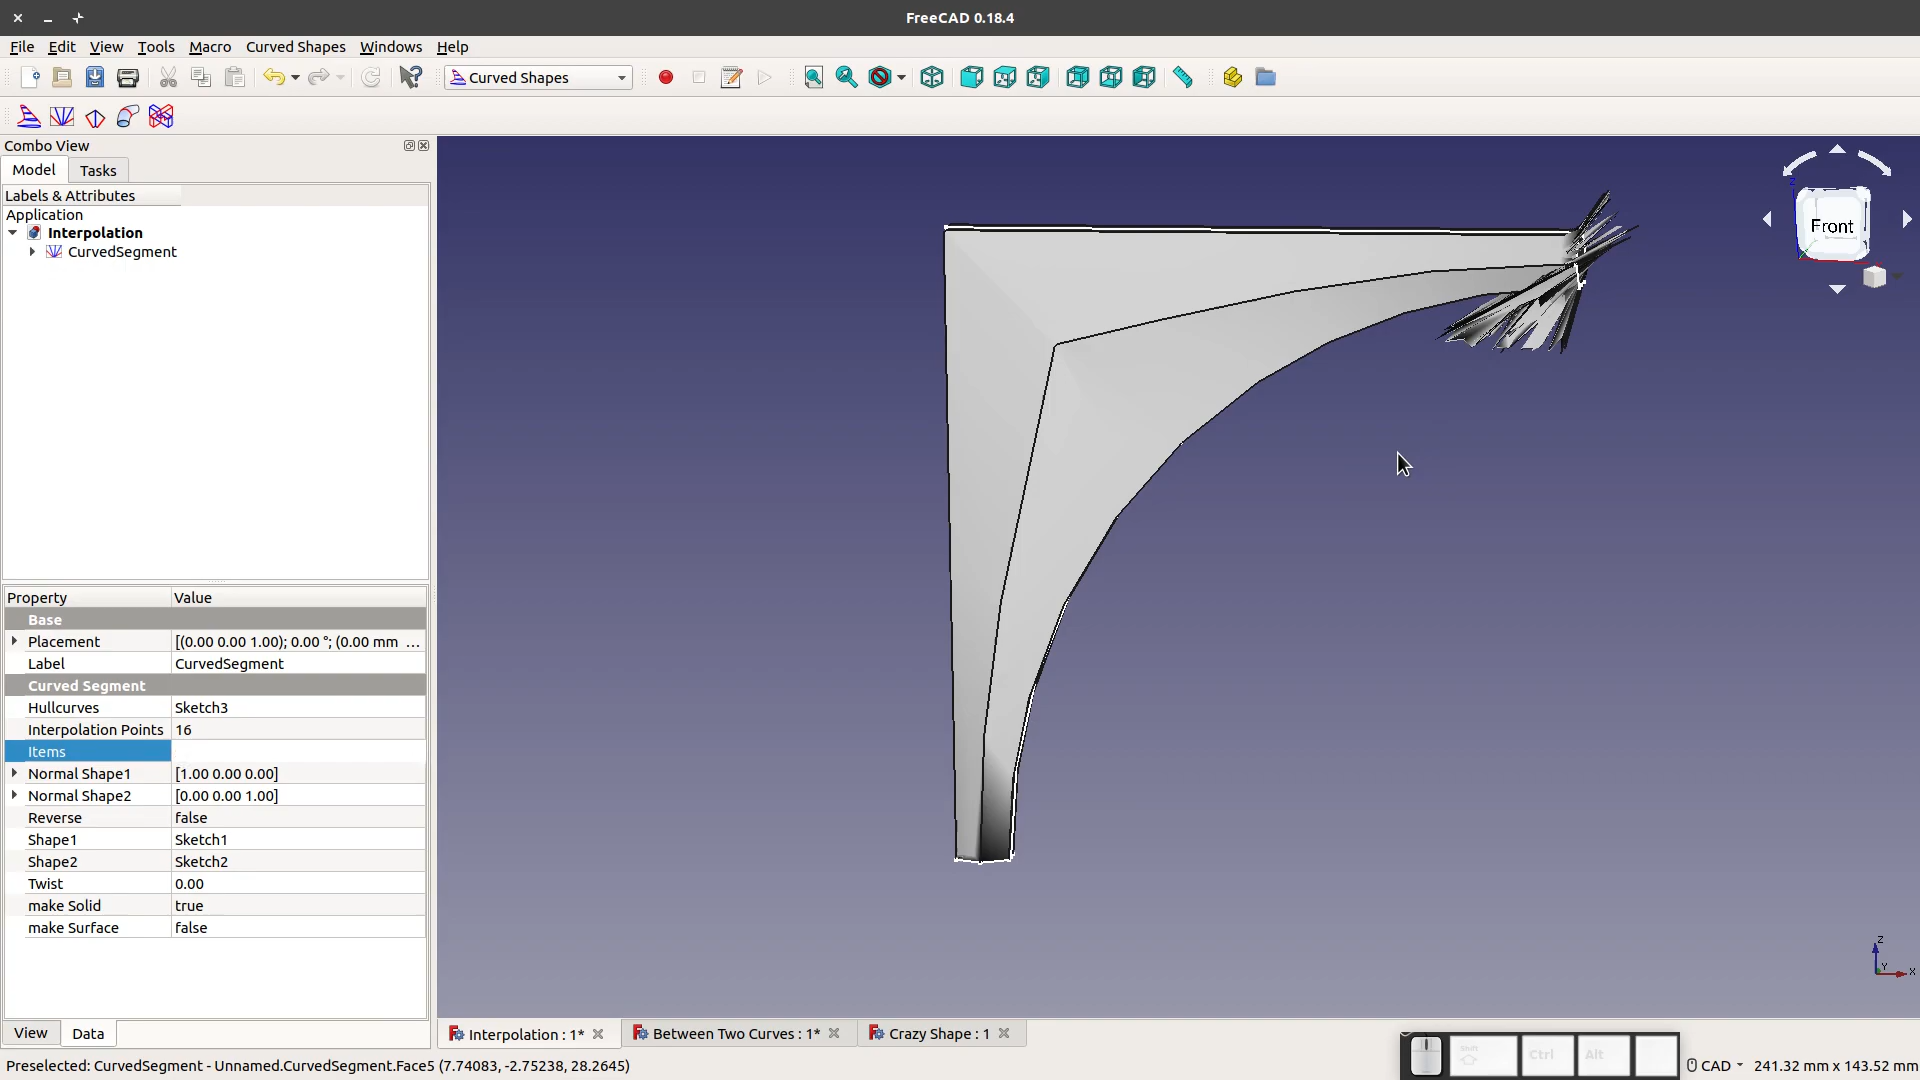 FreeCAD 0.18.4
File Edit View Tools Macro Curved Shapes Windows Help
Curved Shapes
Combo View
Model Tasks
Labels & Attributes
Application
Interpolation
CurvedSegment
Front
Property Value
Base
Placement [(0.00 0.00 1.00); 0.00 °; (0.00 mm ...
Label CurvedSegment
Curved Segment
Hullcurves Sketch3
Interpolation Points 16
Items
Normal Shape1 [1.00 0.00 0.00]
Normal Shape2 [0.00 0.00 1.00]
Reverse false
Shape1 Sketch1
Shape2 Sketch2
Twist 0.00
make Solid true
make Surface false
Z
Y X
View Data
Interpolation : 1* Between Two Curves : 1* Crazy Shape : 1
Shift Ctrl Alt
Preselected: CurvedSegment - Unnamed.CurvedSegment.Face5 (7.74083, -2.75238, 28.2645) CAD 241.32 mm x 143.52 mm